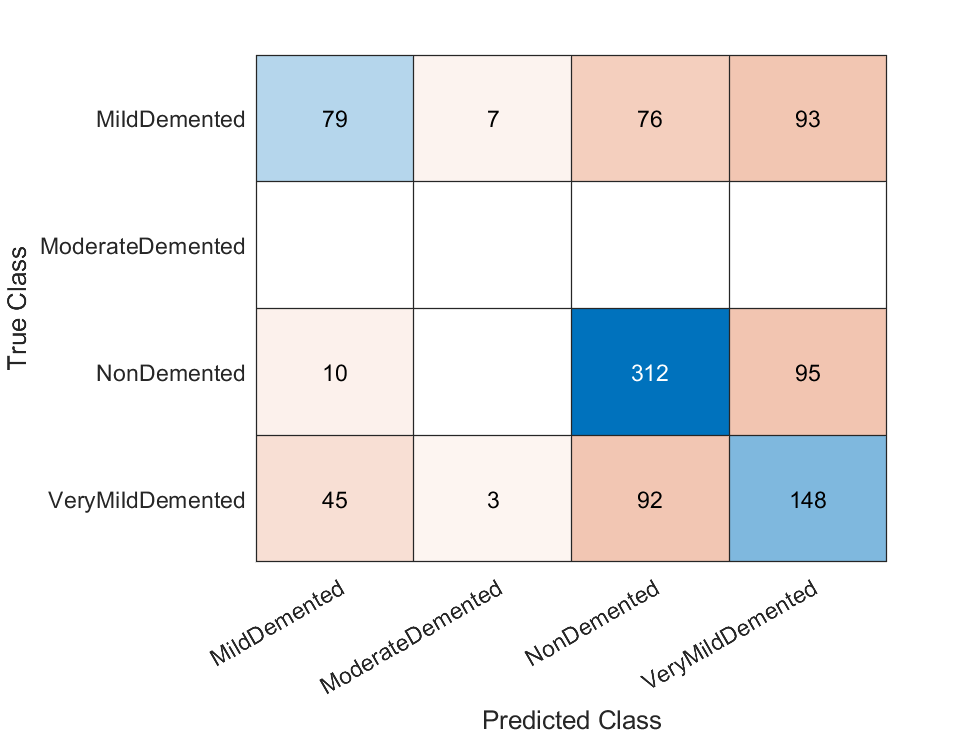 MildDemented 79 7 76 93
ModerateDemented
NonDemented 10 312 95
VeryMildDemented 45 3 92 148
MildDemented ModerateDemented NonDemented VeryMildDemented
True Class
Predicted Class